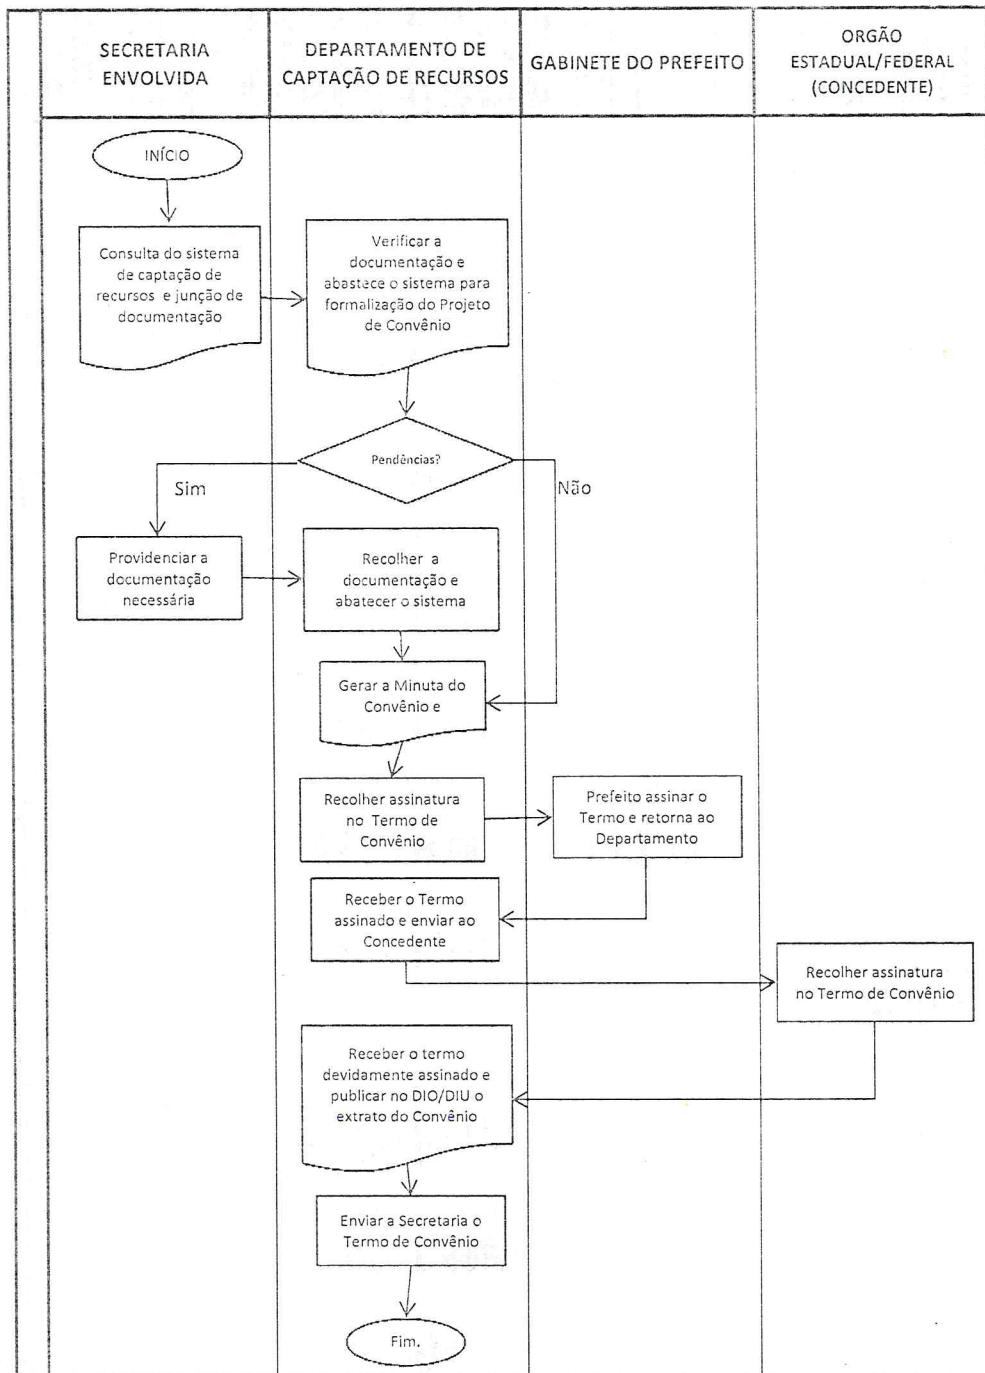 SECRETARIA
ENVOLVIDA
DEPARTAMENTO DE
CAPTAÇÃO DE RECURSOS
GABINETE DO PREFEITO
ORGÃO
ESTADUAL/FEDERAL
(CONCEDENTE)
INÍCIO
Consulta do sistema
de captação de
recursos e junção de
documentação
Verificar a
documentação e
abastece o sistema para
formalização do Projeto
de Convênio
Pendências?
Sim
Não
Providenciar a
documentação
necessária
Recolher a
documentação e
abatecer o sistema
Gerar a Minuta do
Convênio e
Recolher assinatura
no Termo de
Convênio
Prefeito assinar o
Termo e retorna ao
Departamento
Receber o Termo
assinado e enviar ao
Concedente
Recolher assinatura
no Termo de Convênio
Receber o termo
devidamente assinado e
publicar no DIO/DIU o
extrato do Convênio
Enviar a Secretaria o
Termo de Convênio
Fim.